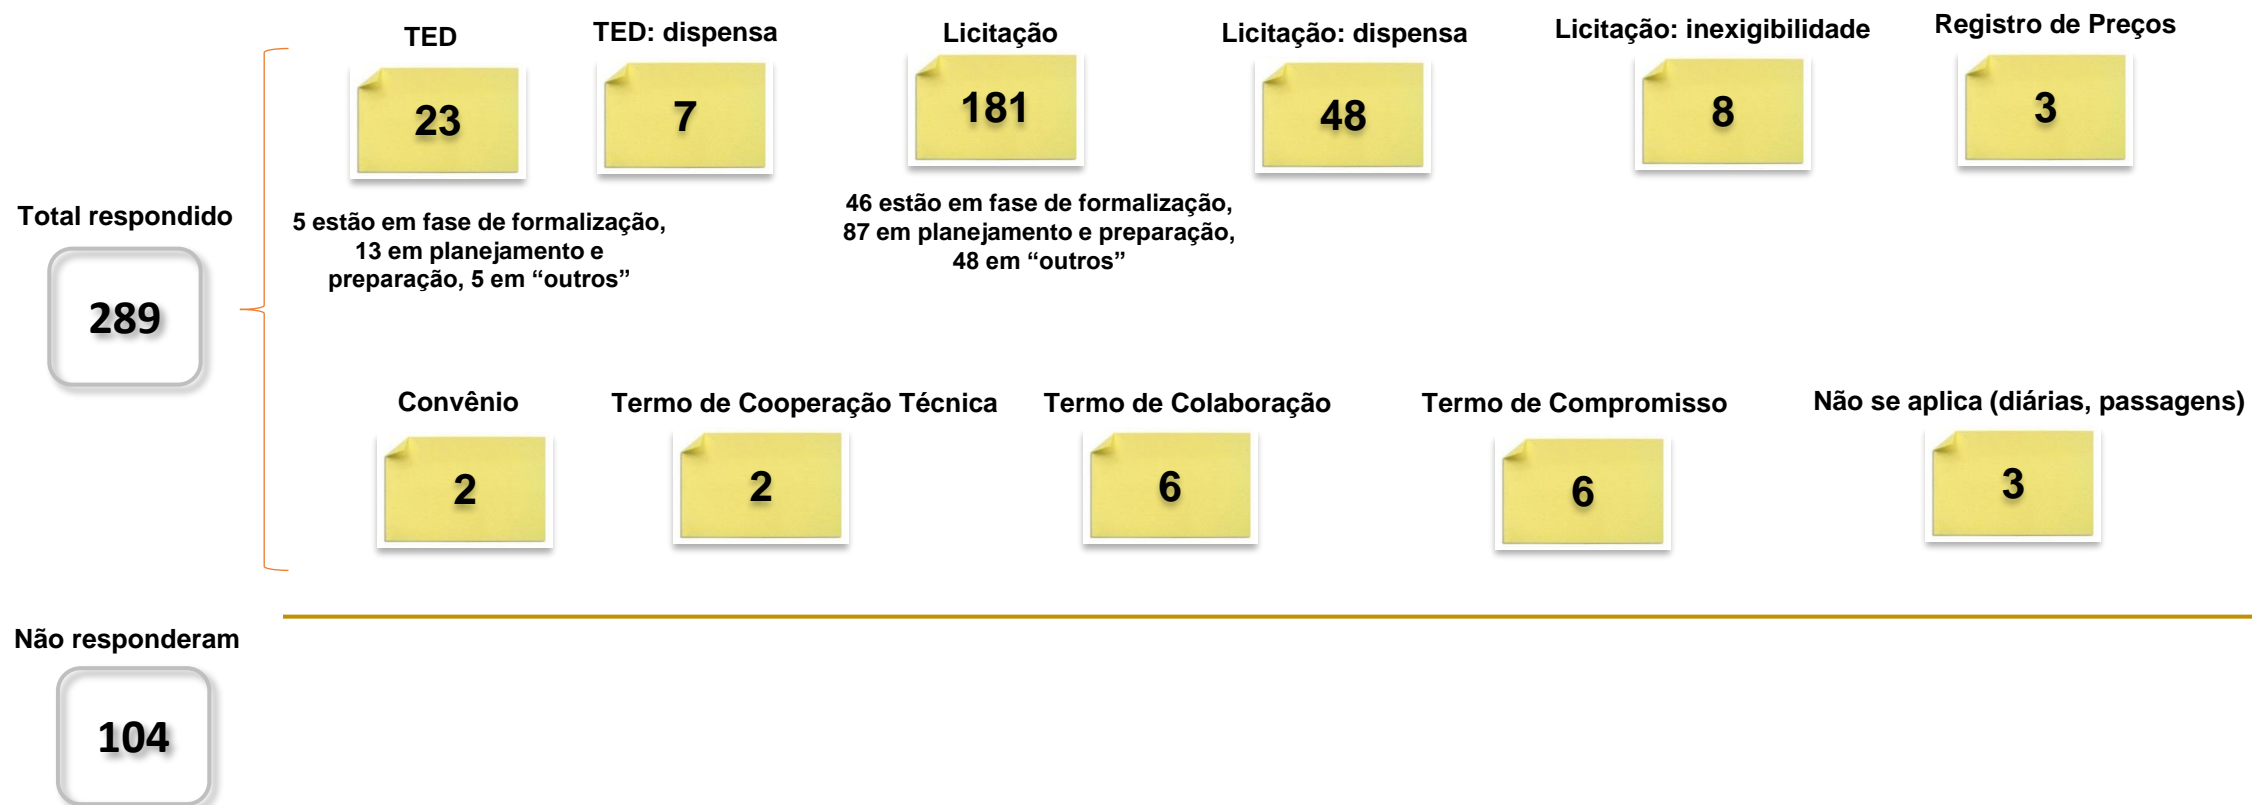 Total respondido
289
TED
23
5 estão em fase de formalização,
13 em planejamento e
preparação, 5 em “outros”
TED: dispensa
7
Licitação
181
46 estão em fase de formalização,
87 em planejamento e preparação,
48 em “outros”
Licitação: dispensa
48
Licitação: inexigibilidade
8
Registro de Preços
3
Convênio
2
Termo de Cooperação Técnica
2
Termo de Colaboração
6
Termo de Compromisso
6
Não se aplica (diárias, passagens)
3
Não responderam
104